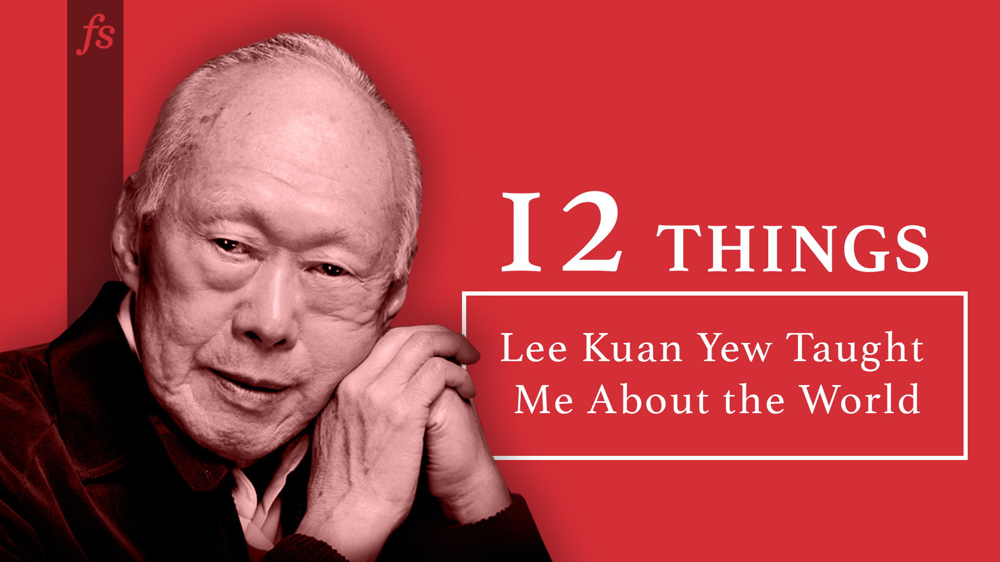 fs
12 THINGS
Lee Kuan Yew Taught
Me About the World